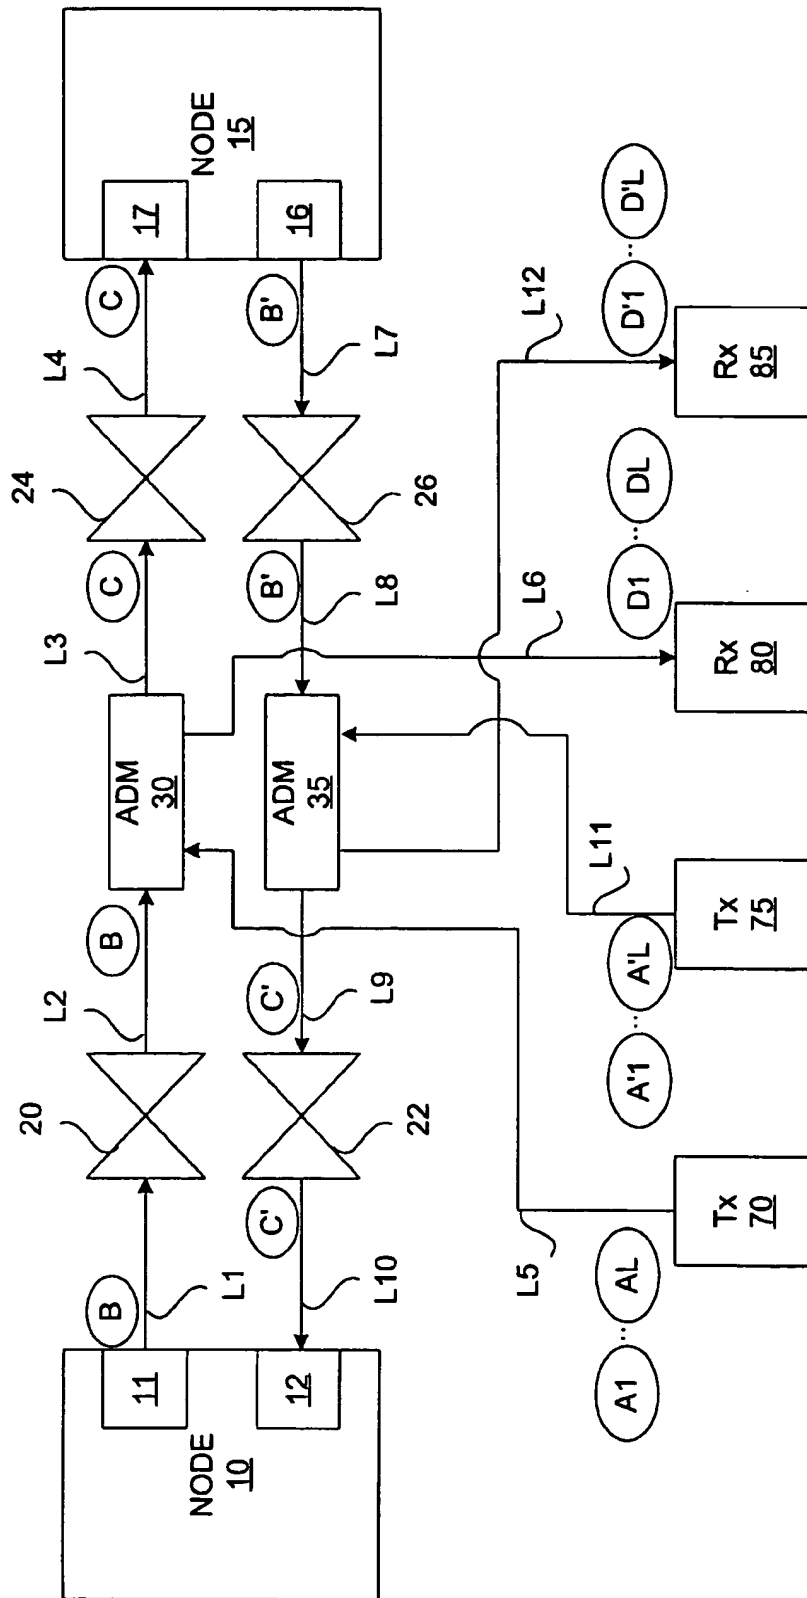 NODE
10
11
12
B
L1
C'
L10
20
22
L2
B
L9
C'
ADM
30
ADM
35
L3
C
B'
L8
24
26
L4
C
B'
L7
17
16
NODE
15
L5
L11
L6
L12
A1
...
AL
A'1
...
A'L
D1
...
DL
D'1
...
D'L
Tx
70
Tx
75
Rx
80
Rx
85